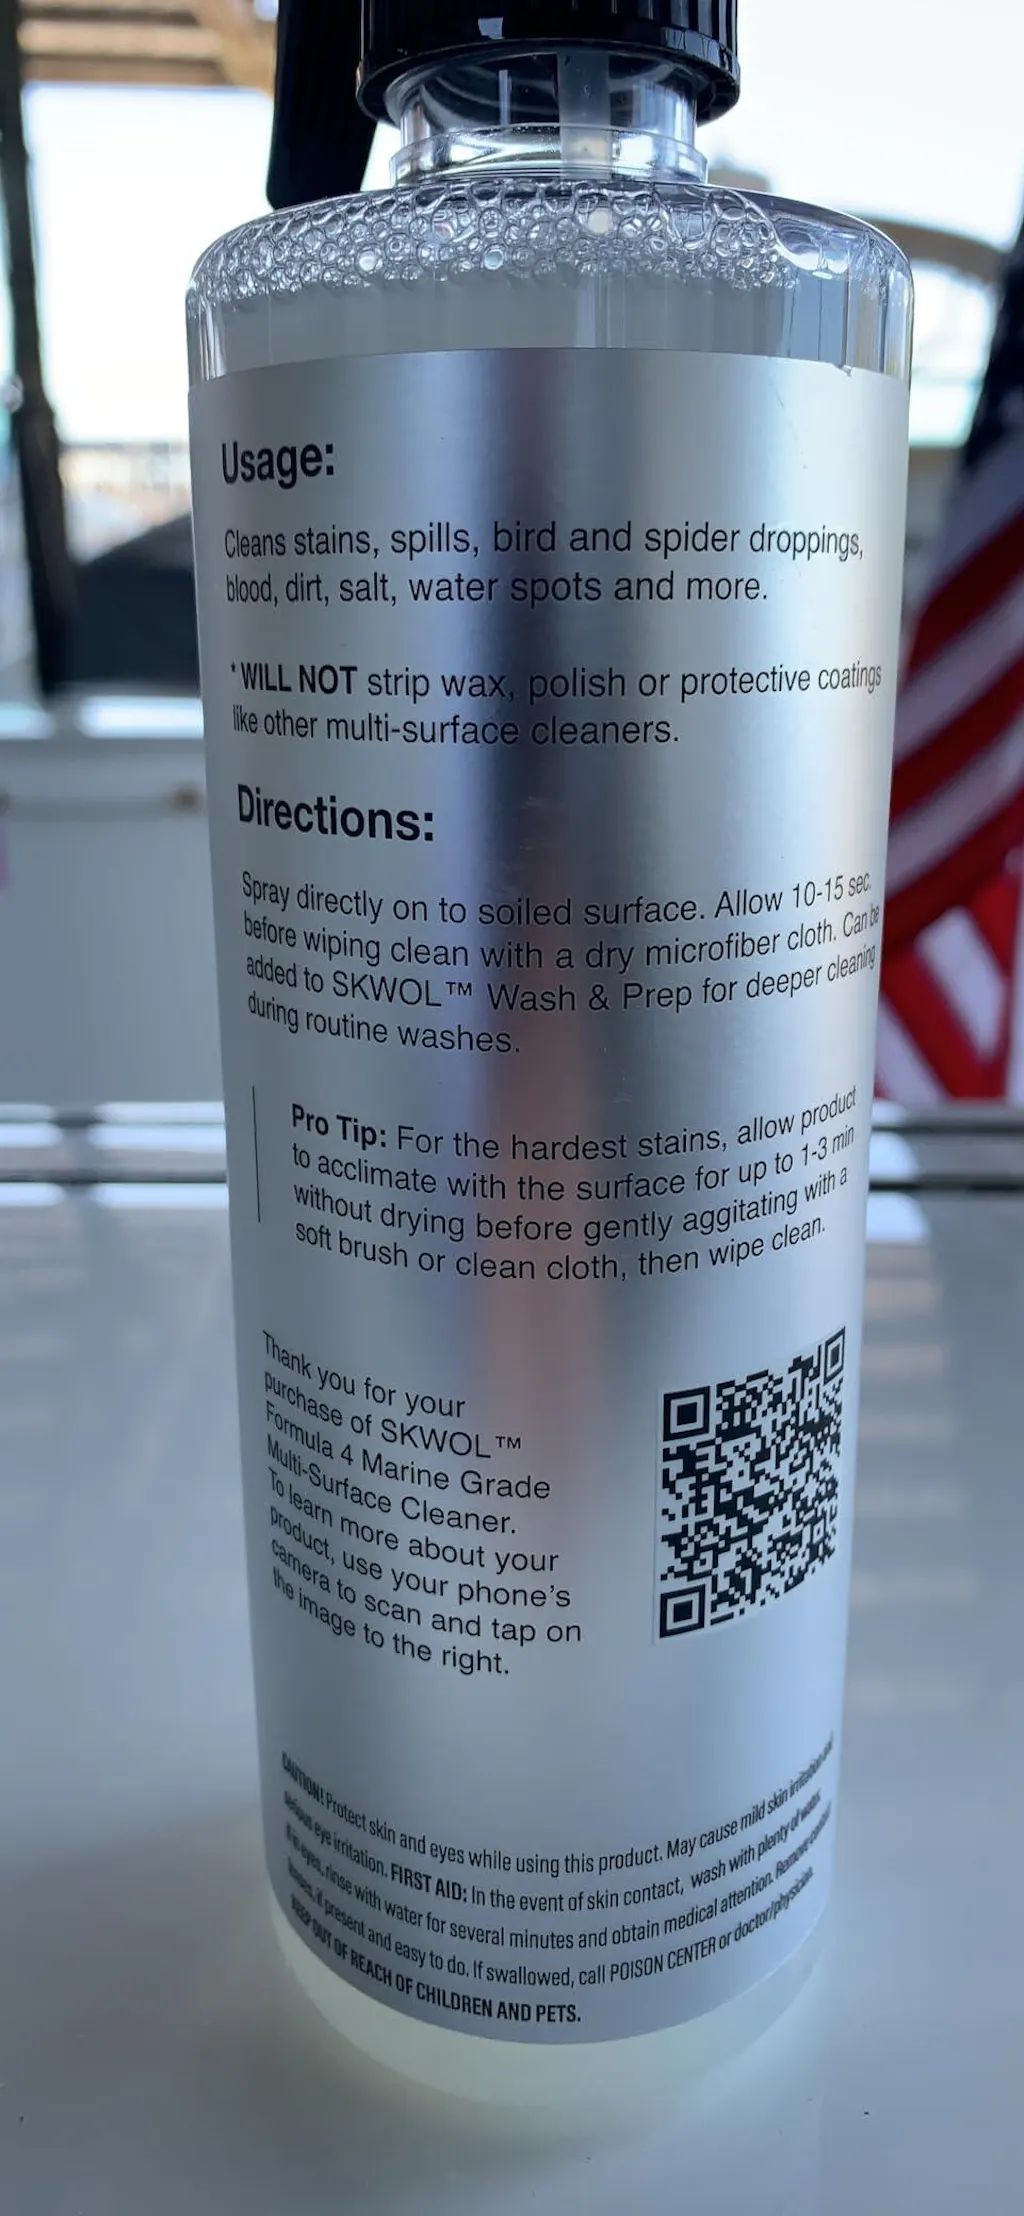 Usage:
Cleans stains, spills, bird and spider droppings,
blood, dirt, salt, water spots and more.
*WILL NOT strip wax, polish or protective coatings
like other multi-surface cleaners.
Directions:
Spray directly on to soiled surface. Allow 10-15 sec.
before wiping clean with a dry microfiber cloth. Can be
added to SKWOL™ Wash & Prep for deeper cleaning
during routine washes.
Pro Tip: For the hardest stains, allow product
to acclimate with the surface for up to 1-3 min
without drying before gently aggitating with a
soft brush or clean cloth, then wipe clean.
Thank you for your
purchase of SKWOL™
Formula 4 Marine Grade
Multi-Surface Cleaner.
To learn more about your
product, use your phone's
camera to scan and tap on
the image to the right.
CAUTION! Protect skin and eyes while using this product. May cause mild skin irritation and
serious eye irritation. FIRST AID: In the event of skin contact, wash with plenty of water.
If in eyes, rinse with water for several minutes and obtain medical attention. Remove contact
lenses, if present and easy to do. If swallowed, call POISON CENTER or doctor/physician.
KEEP OUT OF REACH OF CHILDREN AND PETS.